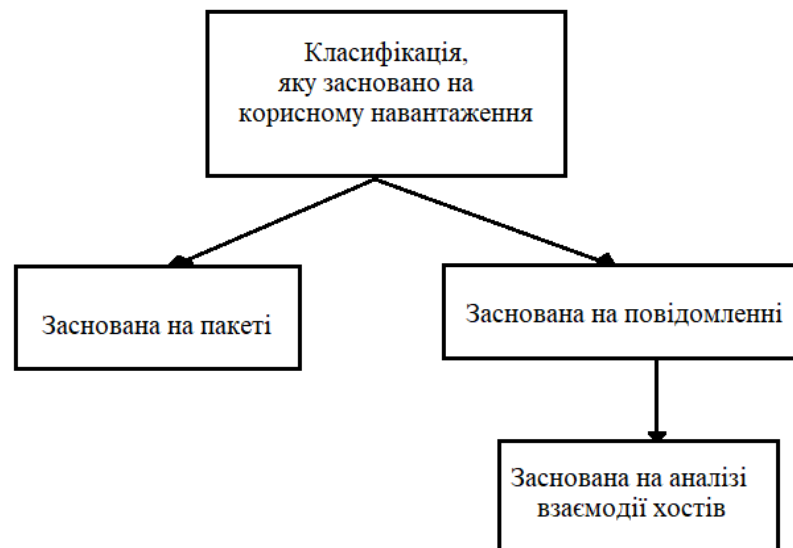 Класифікація,
яку засновано на
корисному навантаження
Заснована на пакеті
Заснована на повідомленні
Заснована на аналізі
взаємодії хостів